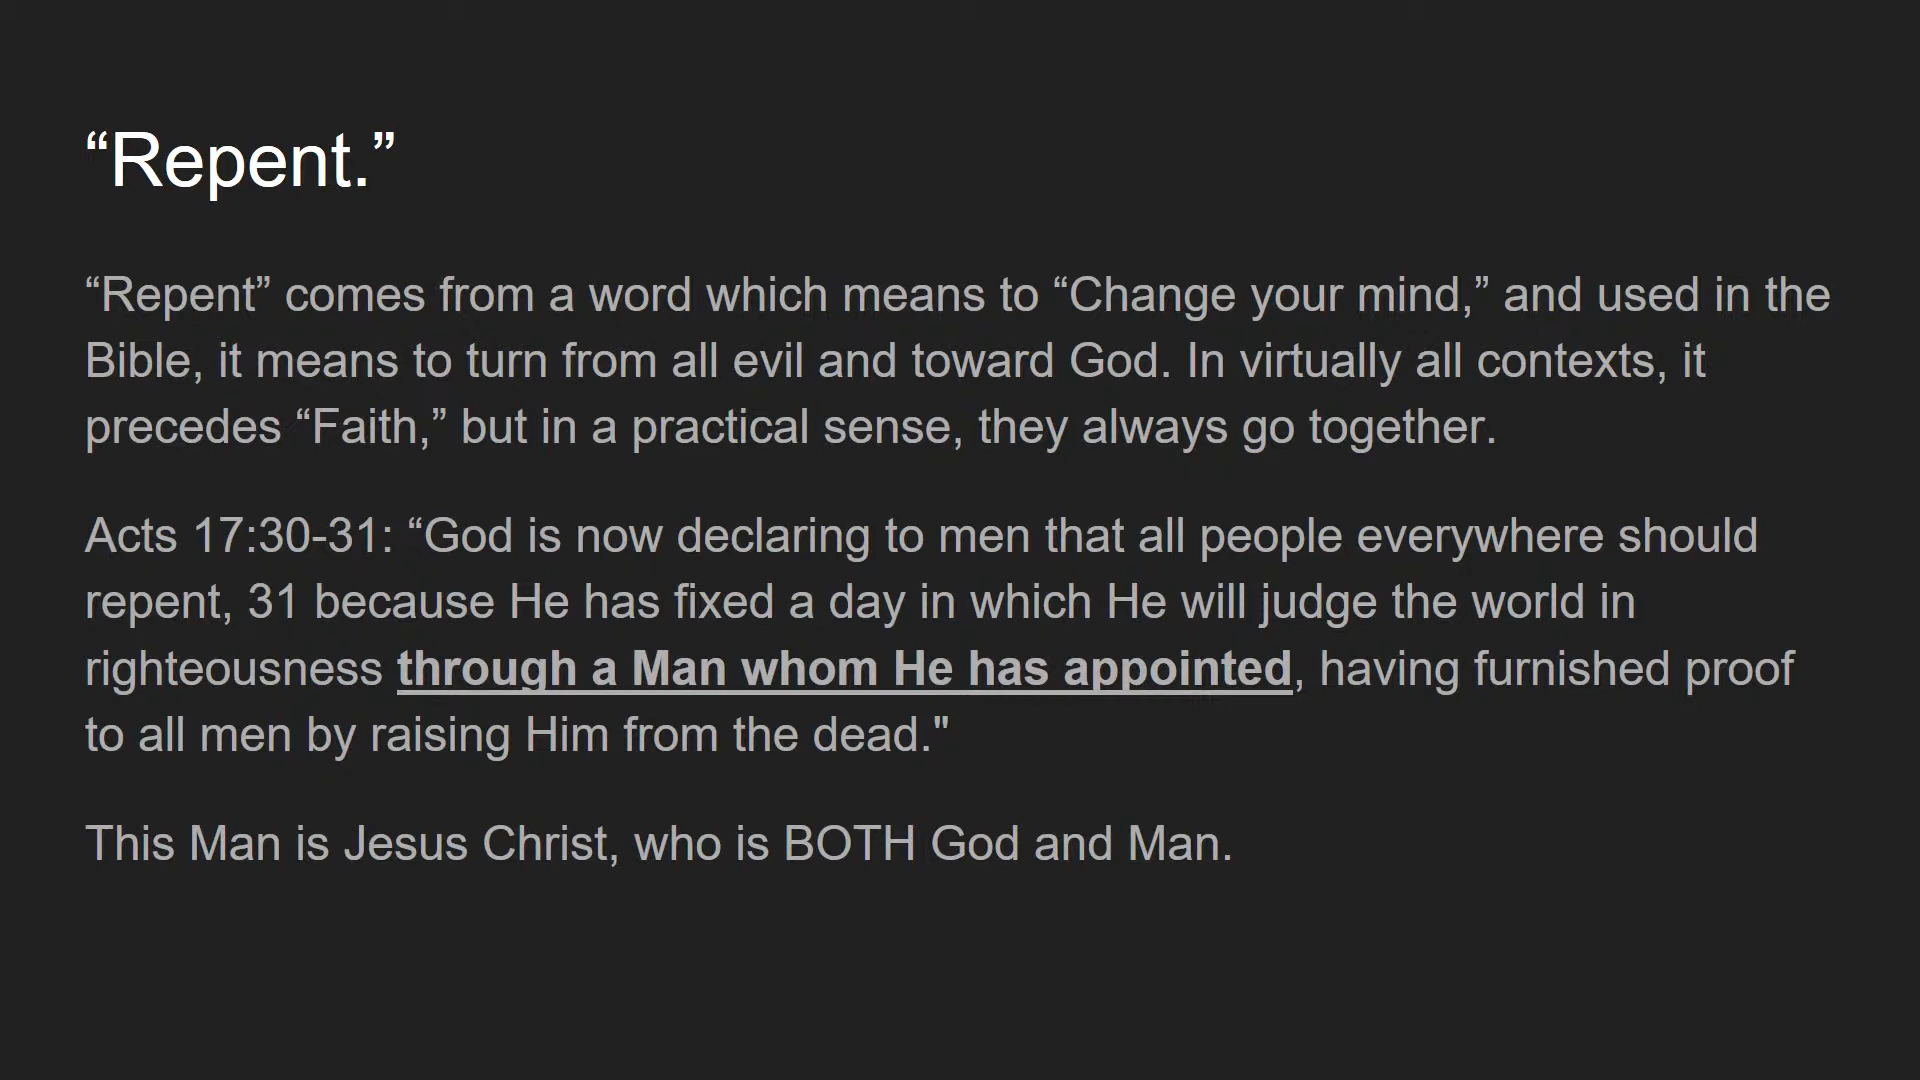 “Repent.”
“Repent” comes from a word which means to “Change your mind,” and used in the
Bible, it means to turn from all evil and toward God. In virtually all contexts, it
precedes “Faith,” but in a practical sense, they always go together.
Acts 17:30-31: “God is now declaring to men that all people everywhere should
repent, 31 because He has fixed a day in which He will judge the world in
righteousness through a Man whom He has appointed, having furnished proof
to all men by raising Him from the dead."
This Man is Jesus Christ, who is BOTH God and Man.